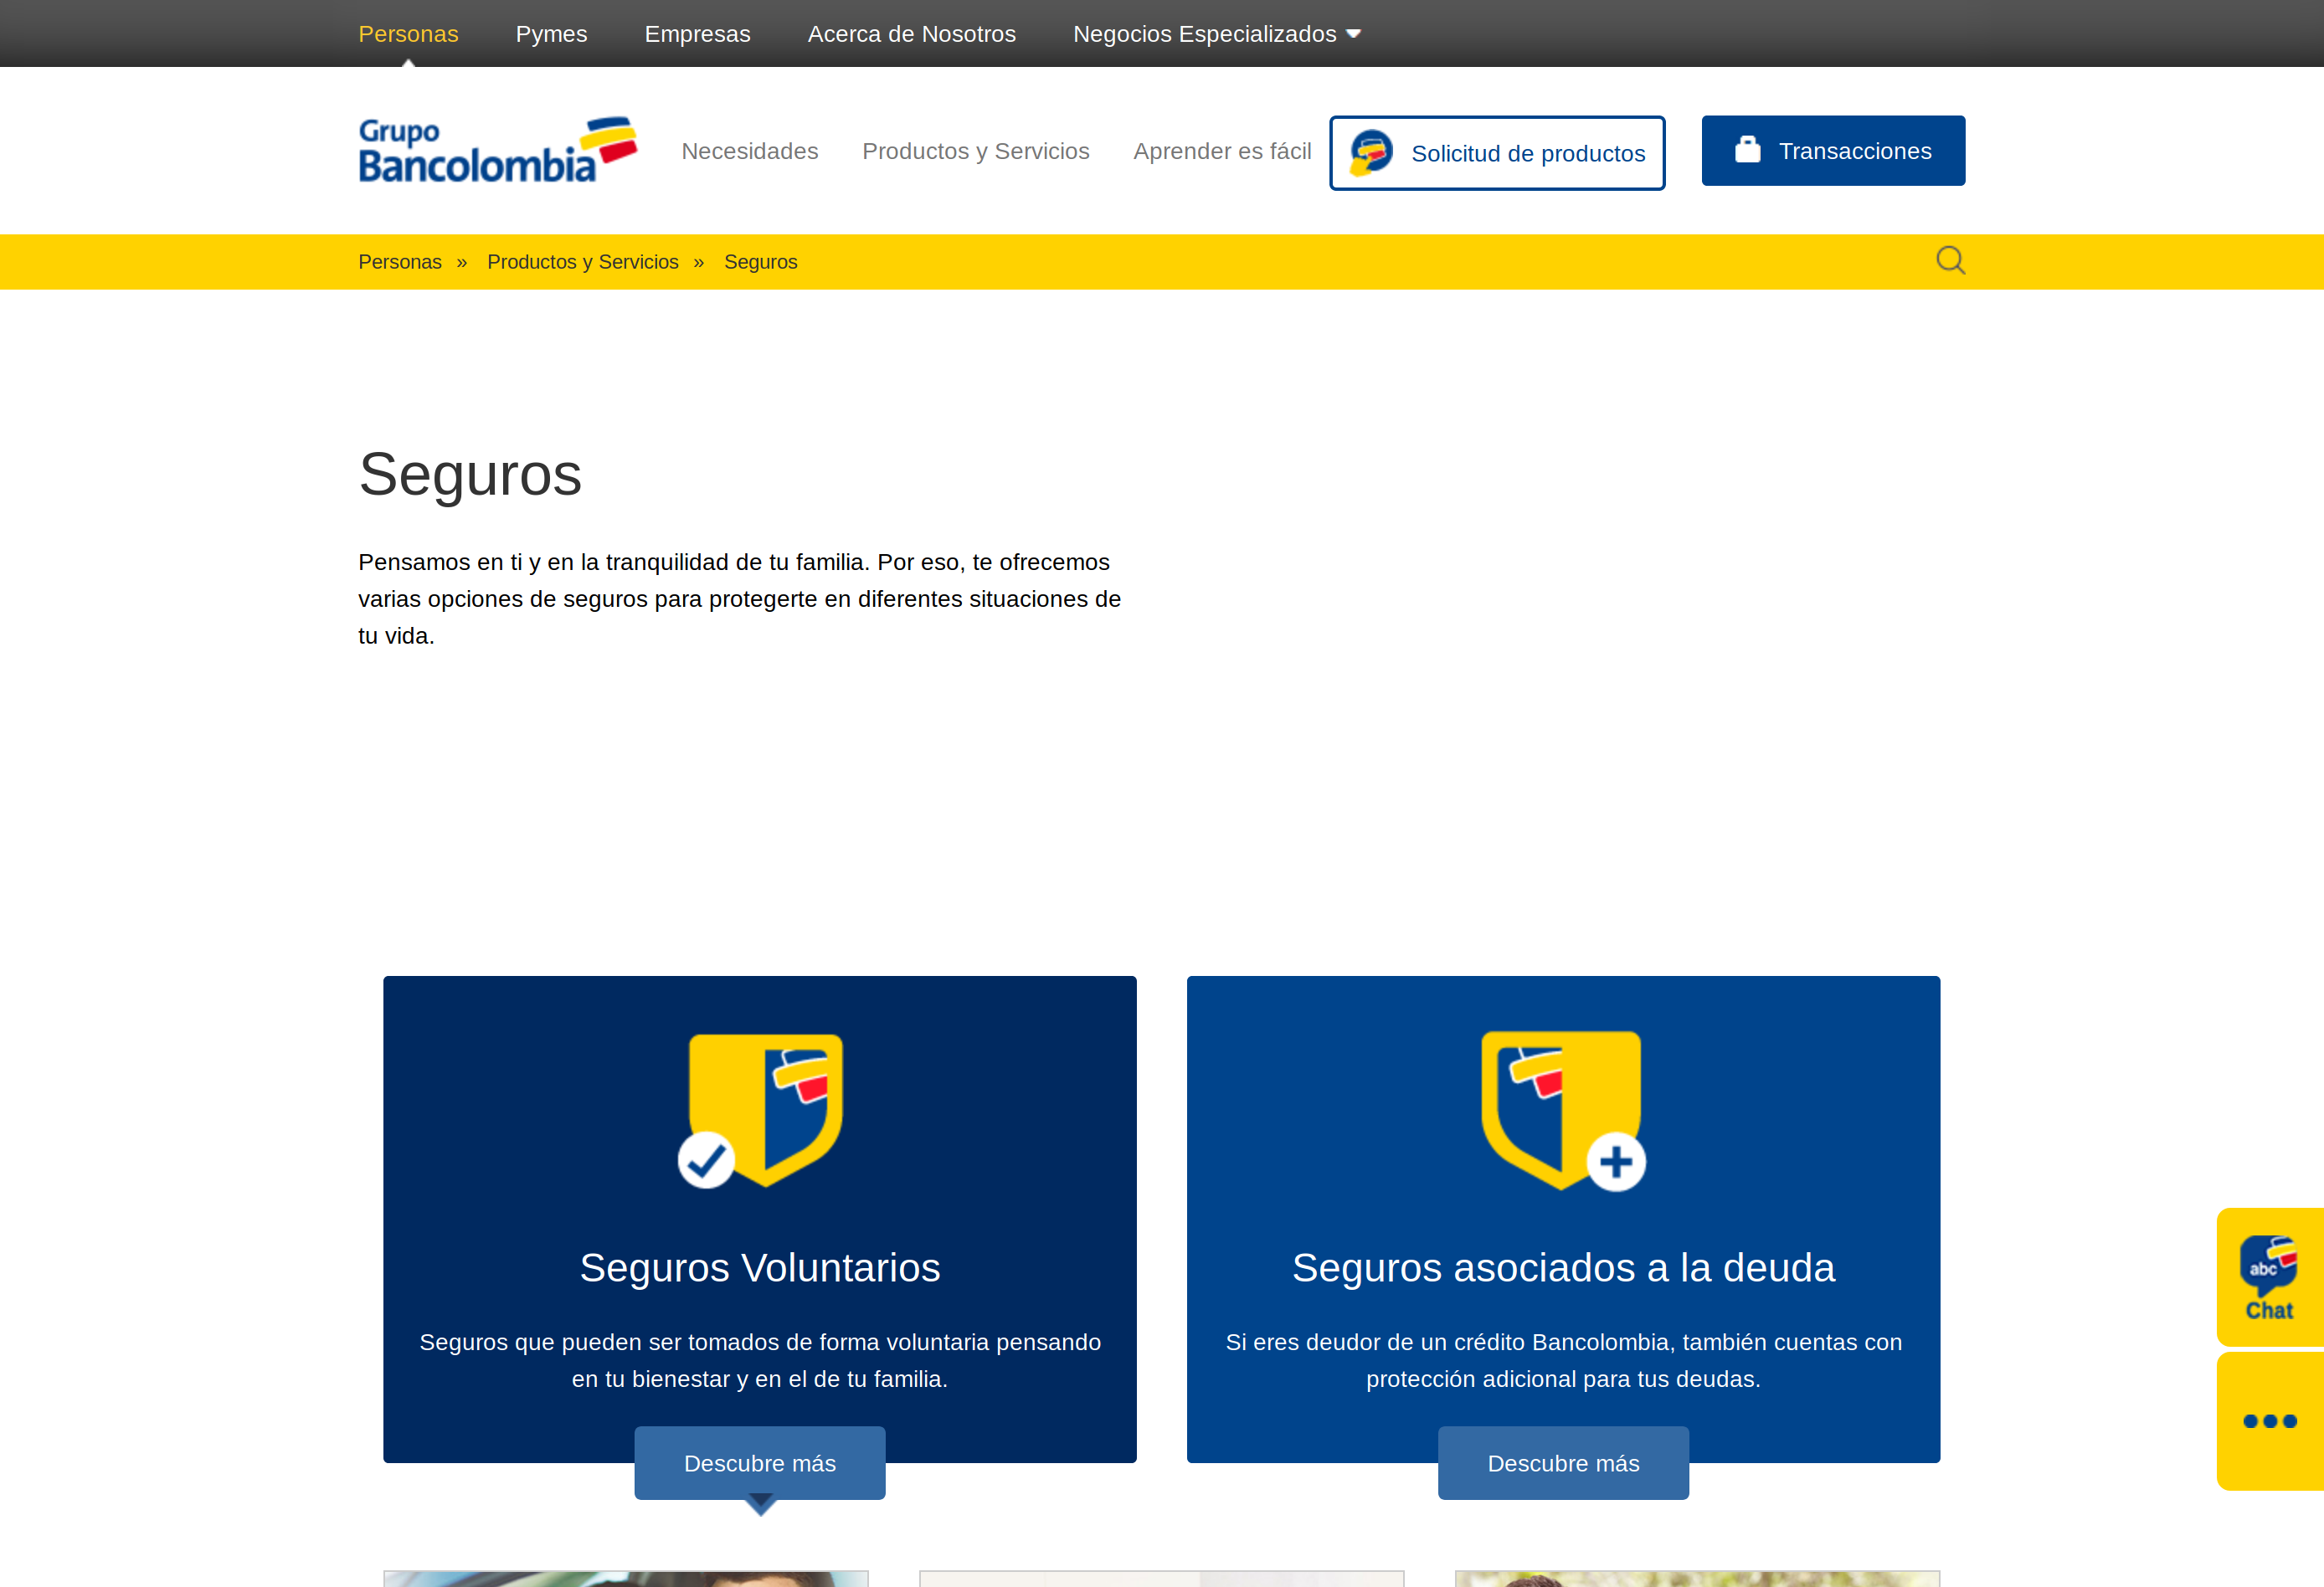 Personas Pymes Empresas Acerca de Nosotros Negocios Especializados
Grupo
Bancolombia
Necesidades Productos y Servicios Aprender es fácil Solicitud de productos Transacciones
Personas » Productos y Servicios » Seguros
Seguros
Pensamos en ti y en la tranquilidad de tu familia. Por eso, te ofrecemos
varias opciones de seguros para protegerte en diferentes situaciones de
tu vida.
Seguros Voluntarios
Seguros que pueden ser tomados de forma voluntaria pensando
en tu bienestar y en el de tu familia.
Descubre más
Seguros asociados a la deuda
Si eres deudor de un crédito Bancolombia, también cuentas con
protección adicional para tus deudas.
Descubre más
abc
Chat